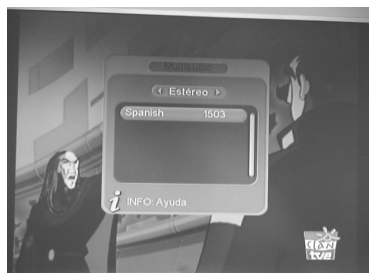 Multiaudio
Estéreo
Spanish 1503
i INFO: Ayuda
CLAN
tve